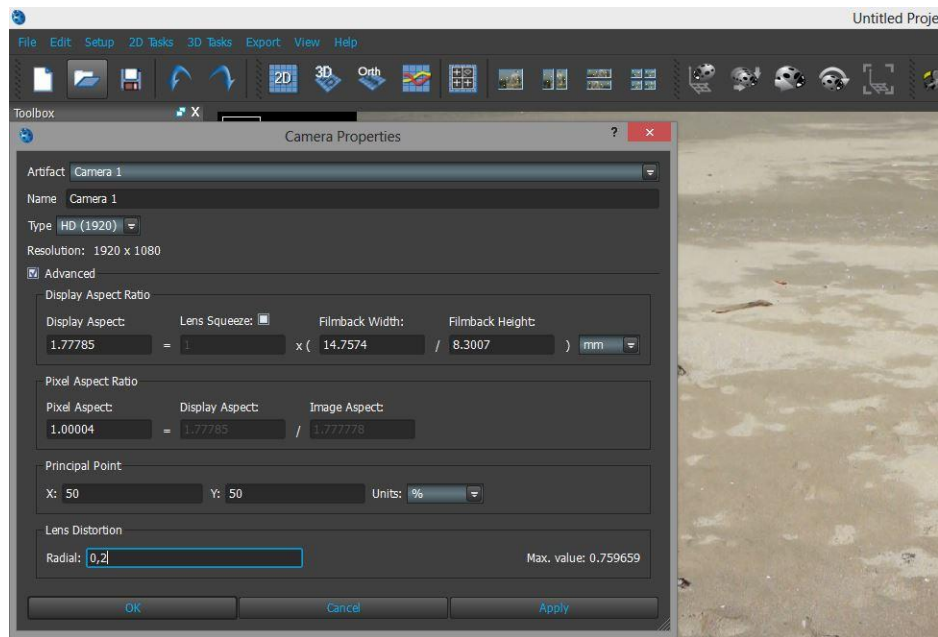 Untitled Proje
File Edit Setup 2D Tasks 3D Tasks Export View Help
2D 3D Orth
Toolbox X
Camera Properties ? ×
Artifact Camera 1
Name Camera 1
Type HD (1920)
Resolution: 1920 x 1080
Advanced
Display Aspect Ratio
Display Aspect: Lens Squeeze: Filmback Width: Filmback Height:
1.77785 = 1 x ( 14.7574 / 8.3007 ) mm
Pixel Aspect Ratio
Pixel Aspect: Display Aspect: Image Aspect:
1.00004 = 1.77785 / 1.777778
Principal Point
X: 50 Y: 50 Units: %
Lens Distortion
Radial: 0,2 Max. value: 0.759659
OK Cancel Apply